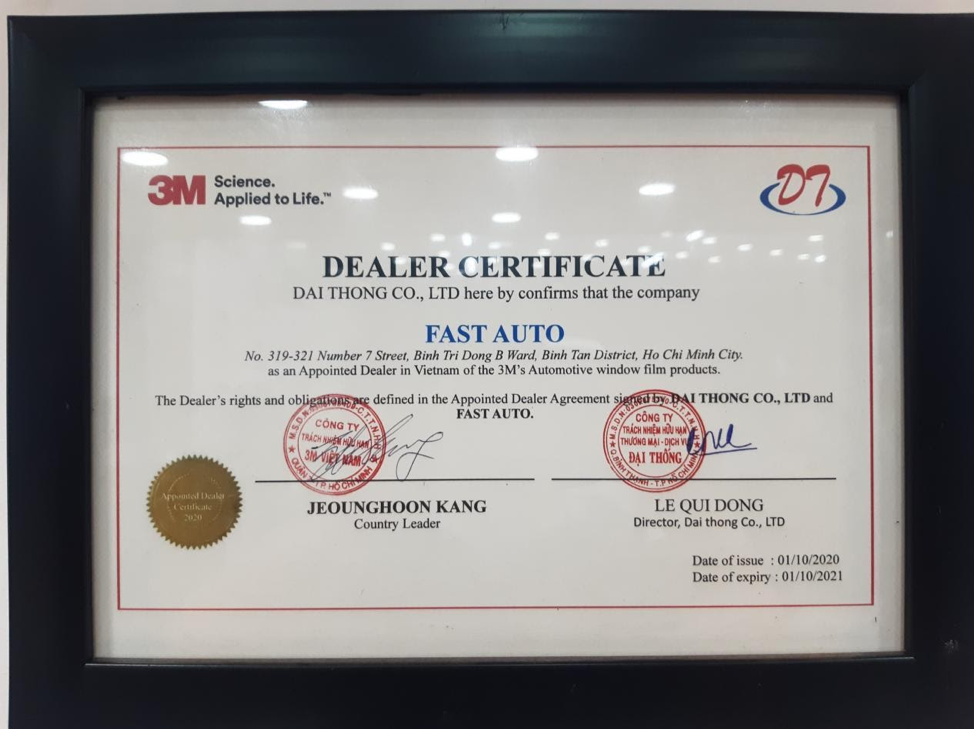 3M Science.
Applied to Life.™
DT
DEALER CERTIFICATE
DAI THONG CO., LTD here by confirms that the company
FAST AUTO
No. 319-321 Number 7 Street, Binh Tri Dong B Ward, Binh Tan District, Ho Chi Minh City.
as an Appointed Dealer in Vietnam of the 3M's Automotive window film products.
The Dealer's rights and obligations are defined in the Appointed Dealer Agreement signed by DAI THONG CO., LTD and
FAST AUTO.
CÔNG TY
TRÁCH NHIỆM HỮU HẠN
3M VIỆT NAM
CÔNG TY
TRÁCH NHIỆM HỮU HẠN
THƯƠNG MẠI - DỊCH VỤ
ĐẠI THỐNG
Appointed Dealer
Certificate
2020
JEOUNGHOON KANG
Country Leader
LE QUI DONG
Director, Dai thong Co., LTD
Date of issue : 01/10/2020
Date of expiry : 01/10/2021